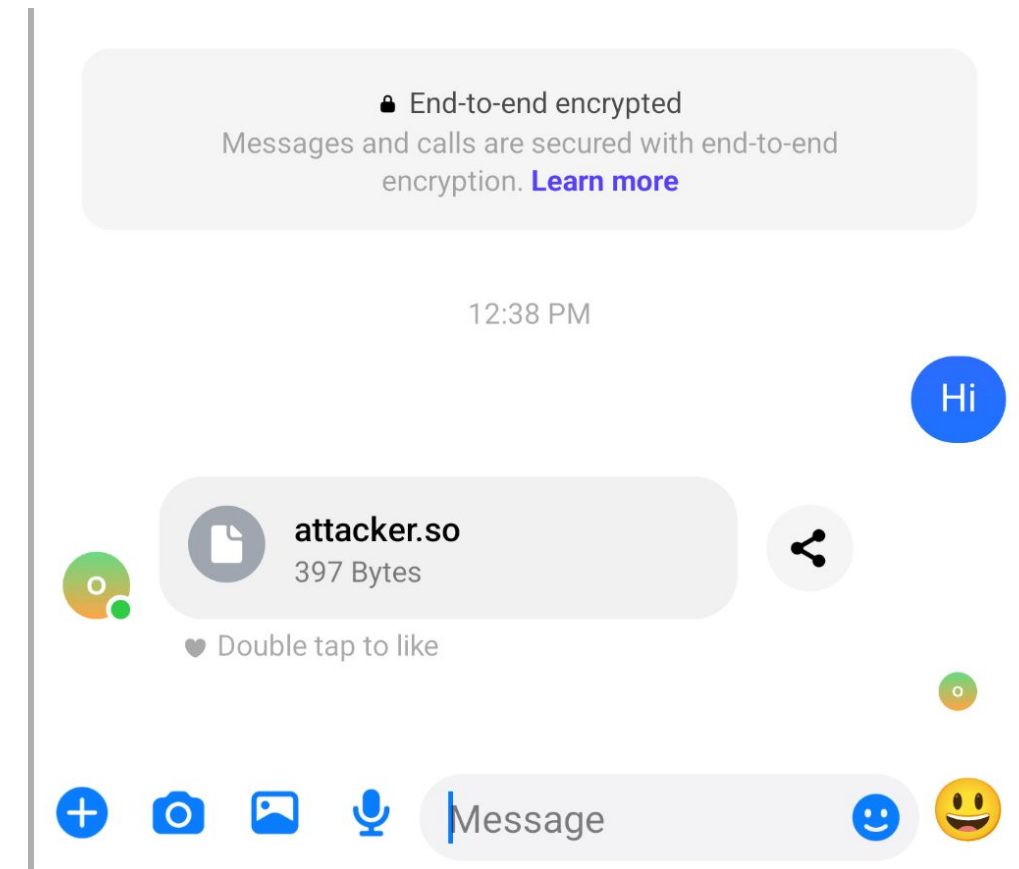 End-to-end encrypted
Messages and calls are secured with end-to-end
encryption. Learn more
12:38 PM
Hi
attacker.so
397 Bytes
o
Double tap to like
o
Message